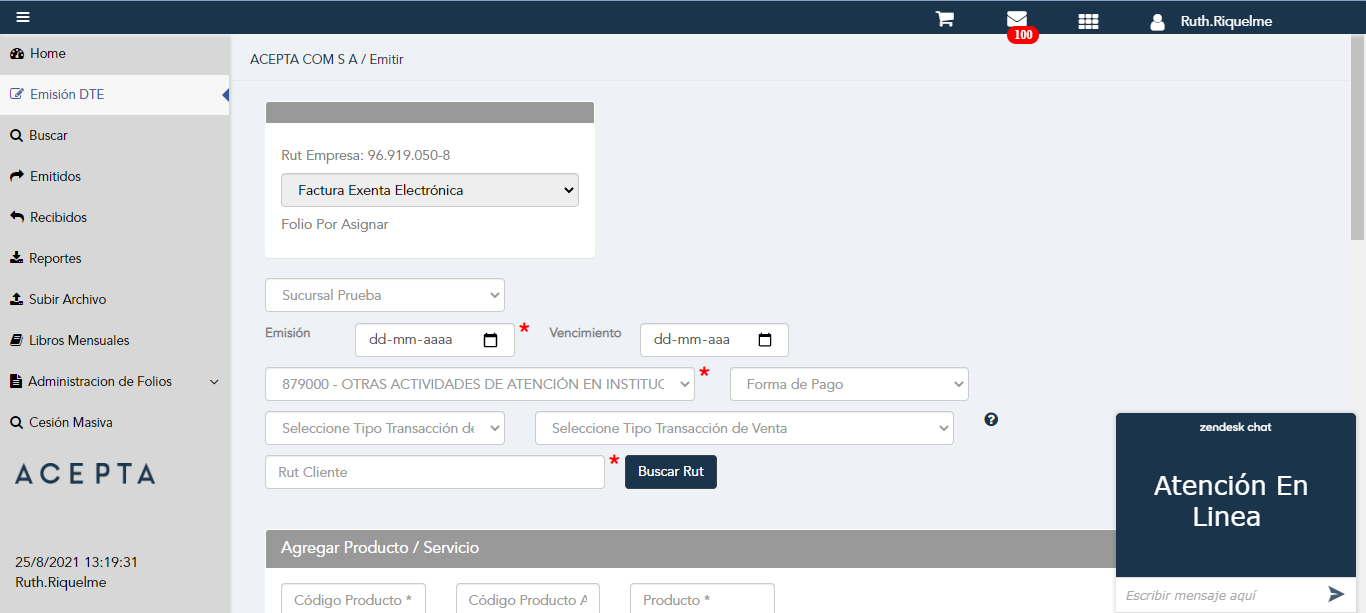 100
Ruth.Riquelme
Home
Emisión DTE
Buscar
Emitidos
Recibidos
Reportes
Subir Archivo
Libros Mensuales
Administracion de Folios
Cesión Masiva
ACEPTA
25/8/2021 13:19:31
Ruth.Riquelme
ACEPTA COM S A / Emitir
Rut Empresa: 96.919.050-8
Factura Exenta Electrónica
Folio Por Asignar
Sucursal Prueba
Emisión dd-mm-aaaa * Vencimiento dd-mm-aaa
879000 - OTRAS ACTIVIDADES DE ATENCIÓN EN INSTITUC * Forma de Pago
Seleccione Tipo Transacción de Seleccione Tipo Transacción de Venta ?
Rut Cliente * Buscar Rut
Agregar Producto / Servicio
Código Producto * Código Producto A Producto *
zendesk chat
Atención En
Linea
Escribir mensaje aquí